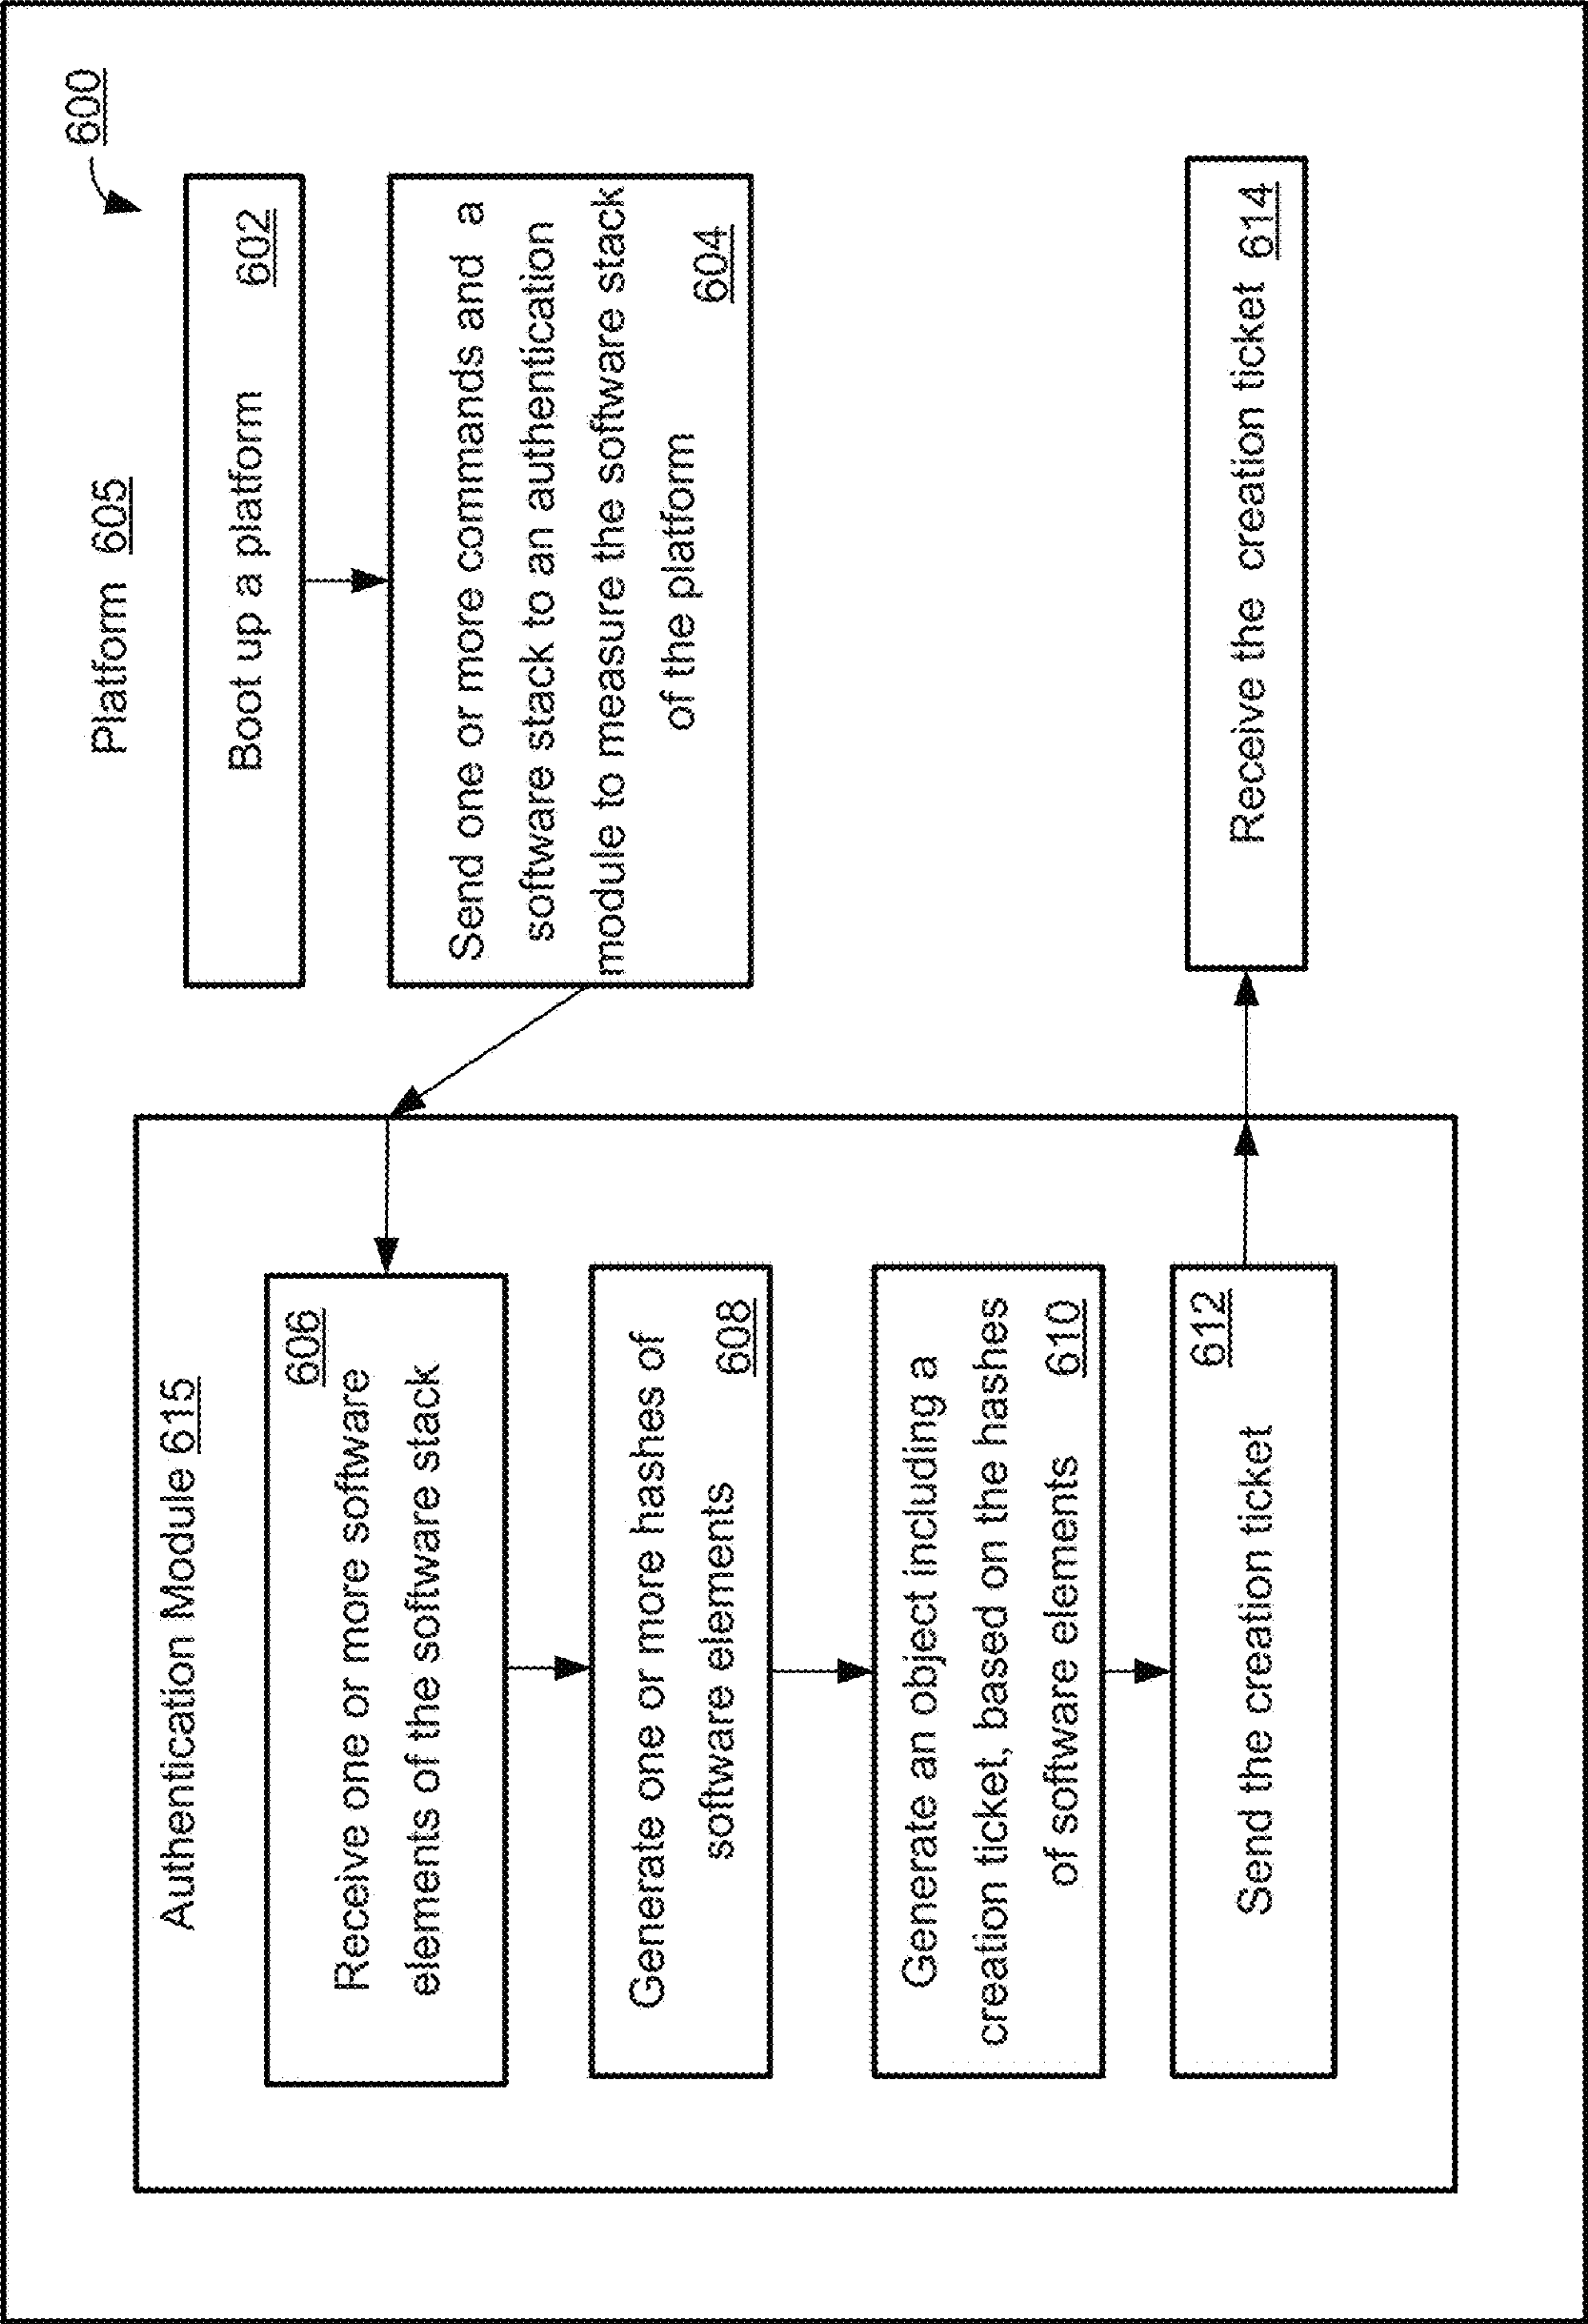 600
Platform 605
Boot up a platform 602
Send one or more commands and a
software stack to an authentication
module to measure the software stack
of the platform 604
Authentication Module 615
606
Receive one or more software
elements of the software stack
Generate one or more hashes of
software elements 608
Generate an object including a
creation ticket, based on the hashes
of software elements 610
612
Send the creation ticket
Receive the creation ticket 614